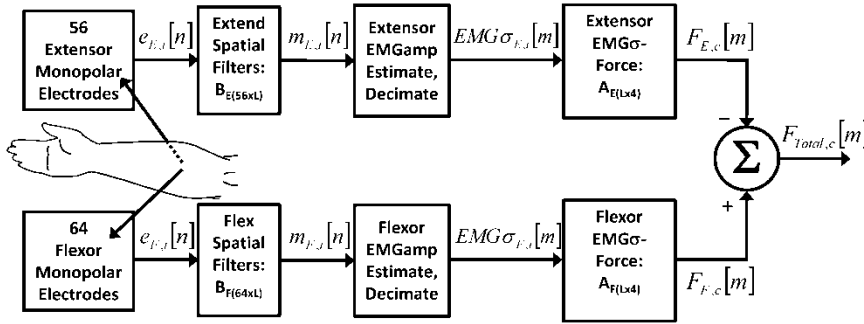 56
Extensor
Monopolar
Electrodes
e_{E,i}[n]
Extend
Spatial
Filters:
B_{E(56xL)}
m_{E,i}[n]
Extensor
EMGamp
Estimate,
Decimate
EMGσ_{E,i}[m]
Extensor
EMGσ-
Force:
A_{E(Lx4)}
F_{E,c}[m]
−
Σ
F_{Total,c}[m]
+
64
Flexor
Monopolar
Electrodes
e_{F,i}[n]
Flex
Spatial
Filters:
B_{F(64xL)}
m_{F,i}[n]
Flexor
EMGamp
Estimate,
Decimate
EMGσ_{F,i}[m]
Flexor
EMGσ-
Force:
A_{F(Lx4)}
F_{F,c}[m]